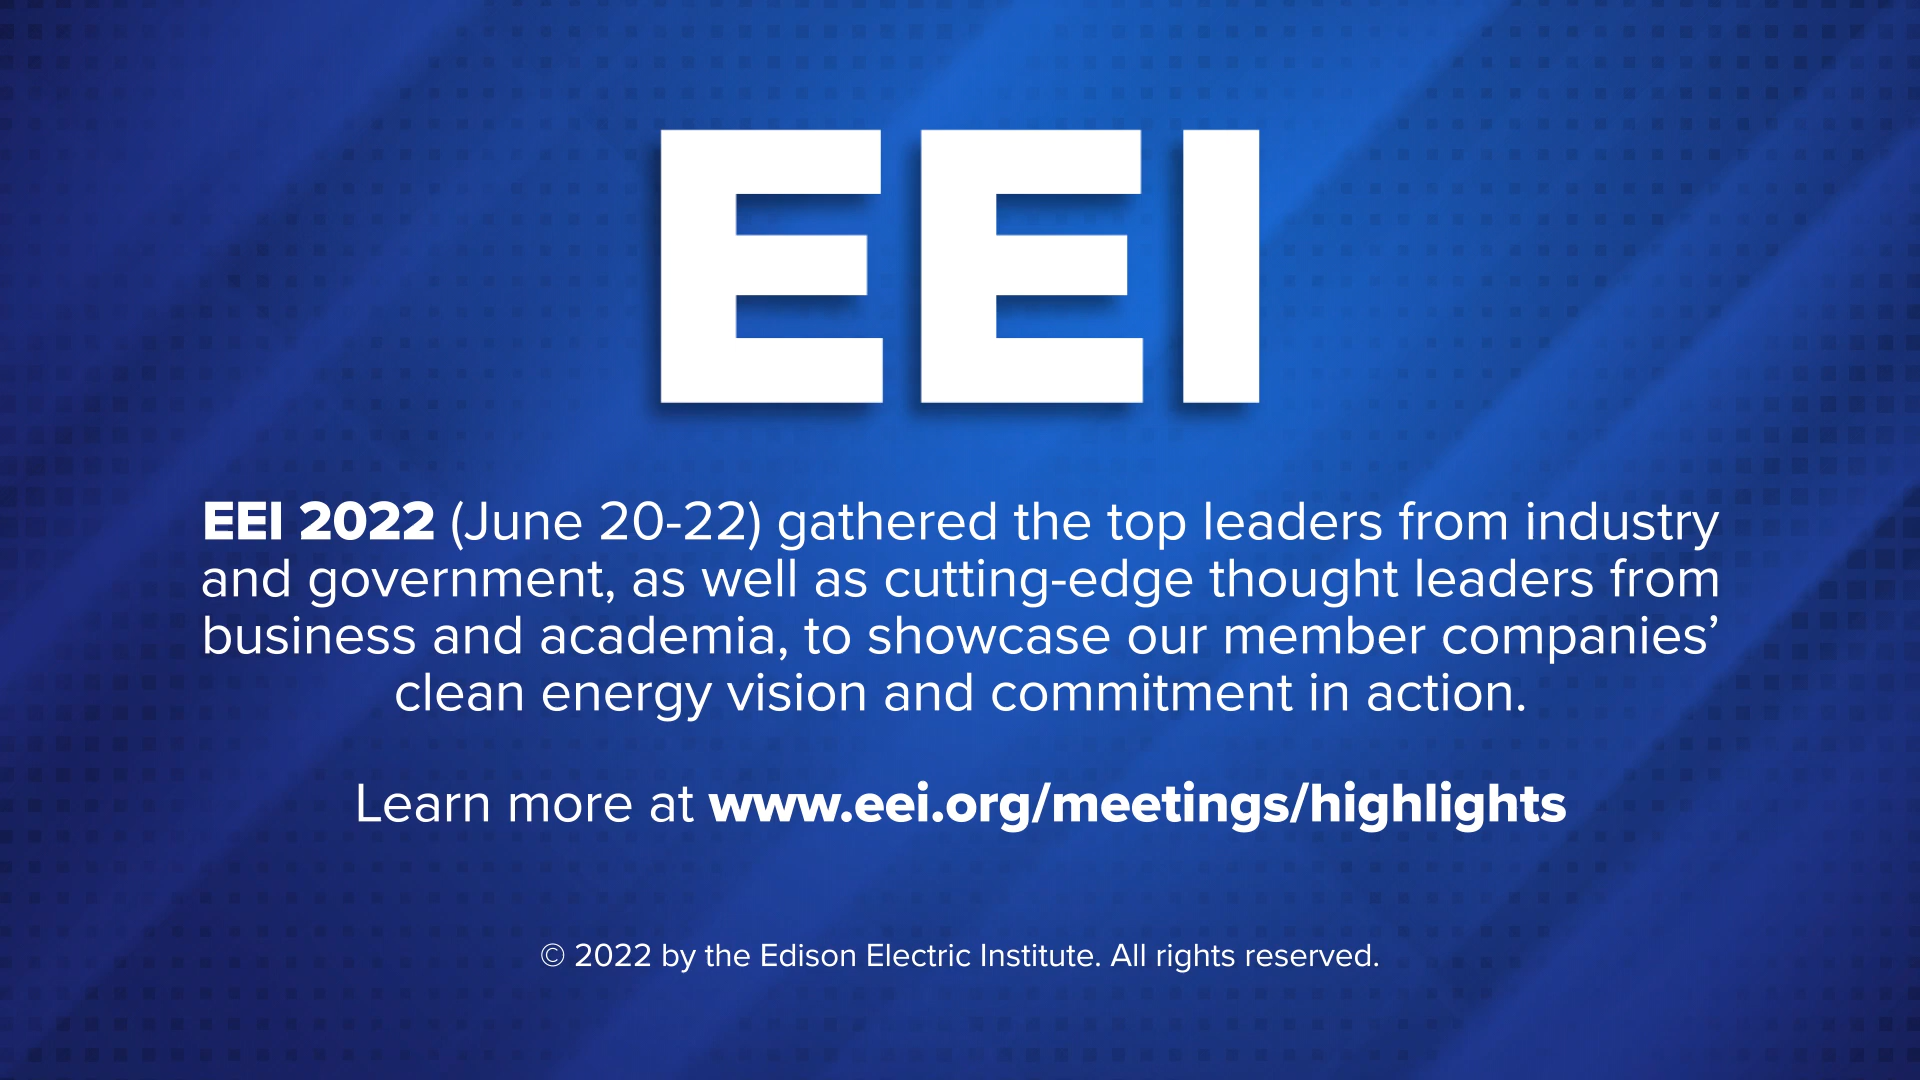 EEI
EEI 2022 (June 20-22) gathered the top leaders from industry
and government, as well as cutting-edge thought leaders from
business and academia, to showcase our member companies’
clean energy vision and commitment in action.
Learn more at www.eei.org/meetings/highlights
© 2022 by the Edison Electric Institute. All rights reserved.